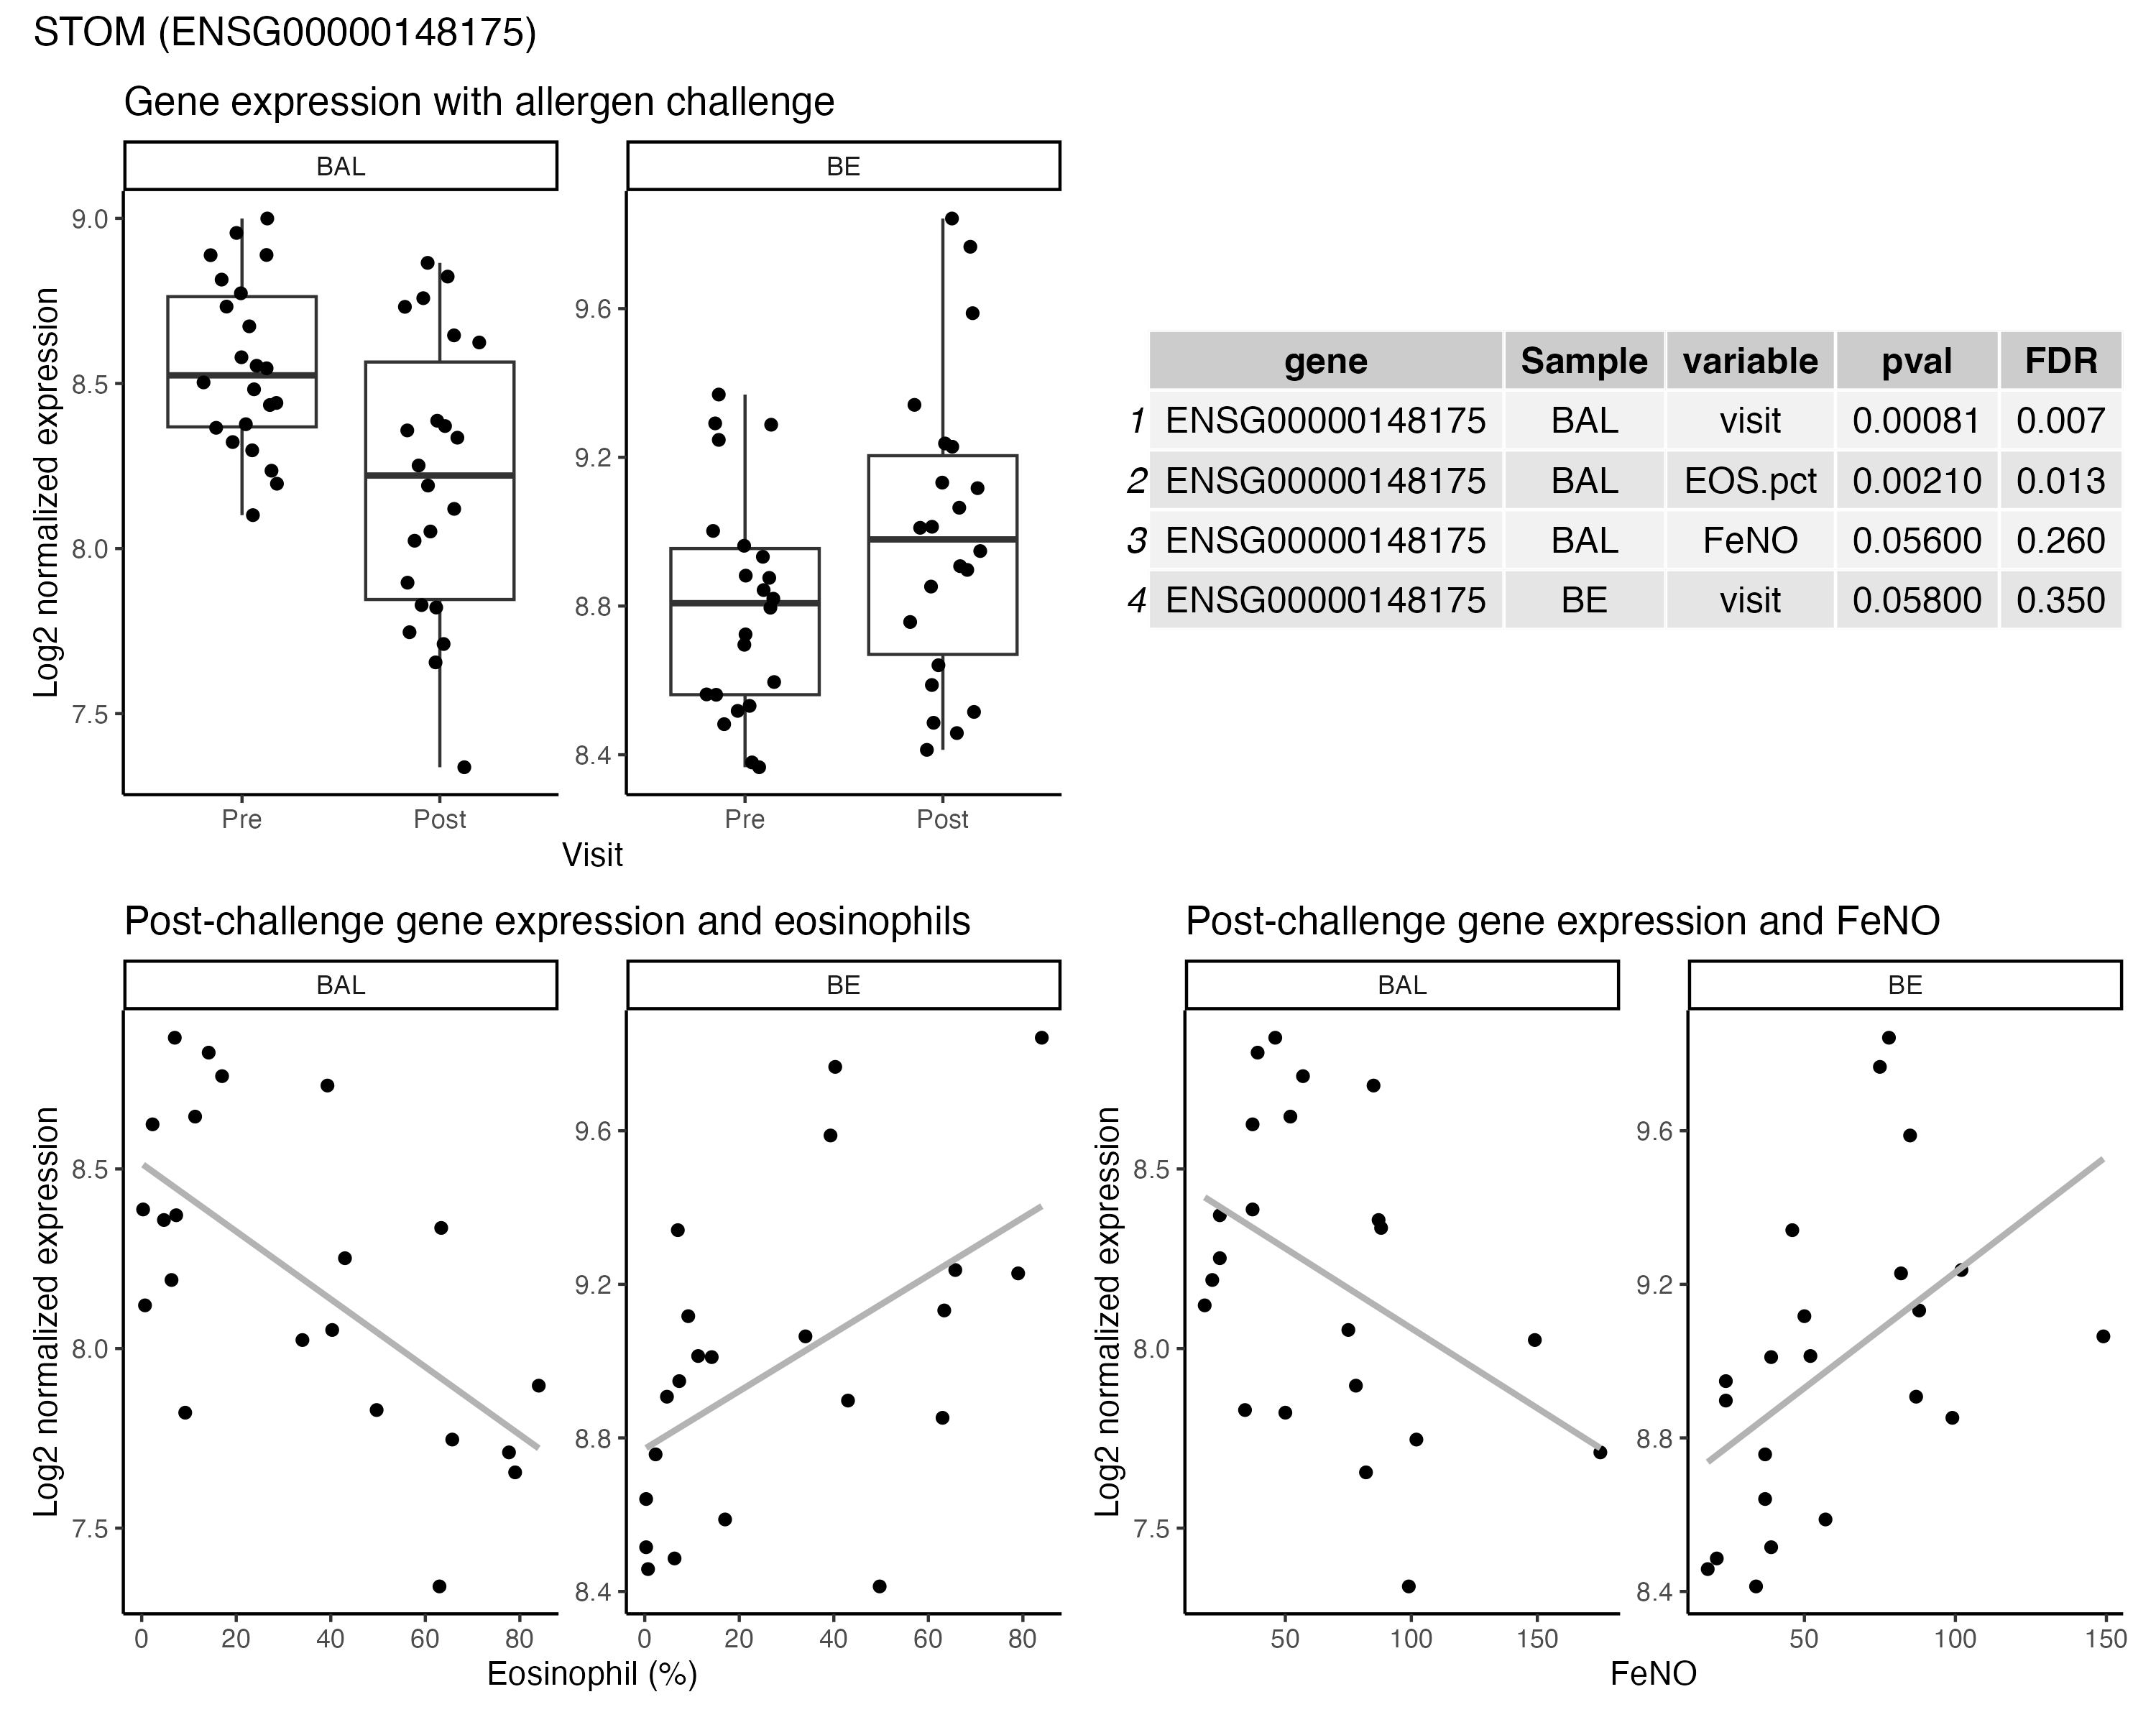 STOM (ENSG00000148175)
Gene expression with allergen challenge
BAL
BE
Log2 normalized expression
9.0
8.5
8.0
7.5
9.6
9.2
8.8
8.4
Pre
Post
Pre
Post
Visit
gene Sample variable pval FDR
1 ENSG00000148175 BAL visit 0.00081 0.007
2 ENSG00000148175 BAL EOS.pct 0.00210 0.013
3 ENSG00000148175 BAL FeNO 0.05600 0.260
4 ENSG00000148175 BE visit 0.05800 0.350
Post-challenge gene expression and eosinophils
BAL
BE
Log2 normalized expression
8.5
8.0
7.5
9.6
9.2
8.8
8.4
0 20 40 60 80
0 20 40 60 80
Eosinophil (%)
Post-challenge gene expression and FeNO
BAL
BE
Log2 normalized expression
8.5
8.0
7.5
9.6
9.2
8.8
8.4
50 100 150
50 100 150
FeNO